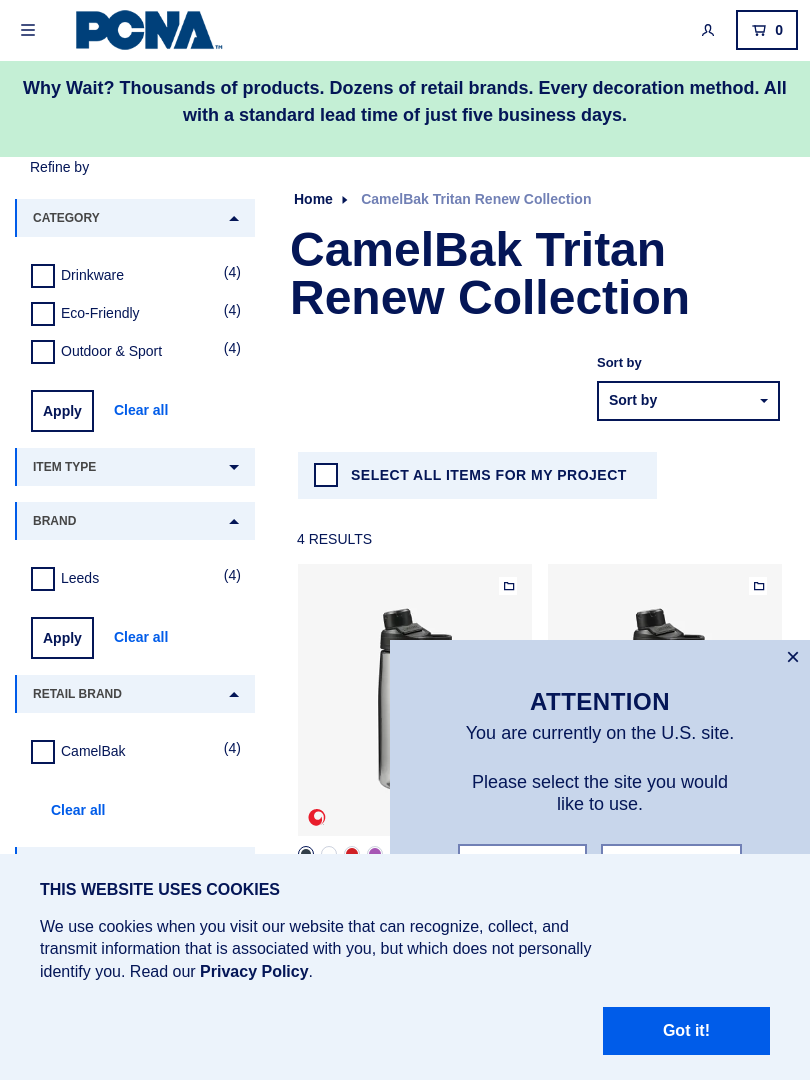 PCNA™
0
Why Wait? Thousands of products. Dozens of retail brands. Every decoration method. All
with a standard lead time of just five business days.
Refine by
Home
CamelBak Tritan Renew Collection
CATEGORY
CamelBak Tritan
Renew Collection
Drinkware (4)
Eco-Friendly (4)
Outdoor & Sport (4)
Sort by
Sort by
Apply
Clear all
ITEM TYPE
SELECT ALL ITEMS FOR MY PROJECT
BRAND
4 RESULTS
Leeds (4)
Apply
Clear all
RETAIL BRAND
CamelBak (4)
Clear all
ATTENTION
You are currently on the U.S. site.
Please select the site you would
like to use.
THIS WEBSITE USES COOKIES
We use cookies when you visit our website that can recognize, collect, and
transmit information that is associated with you, but which does not personally
identify you. Read our Privacy Policy.
Got it!